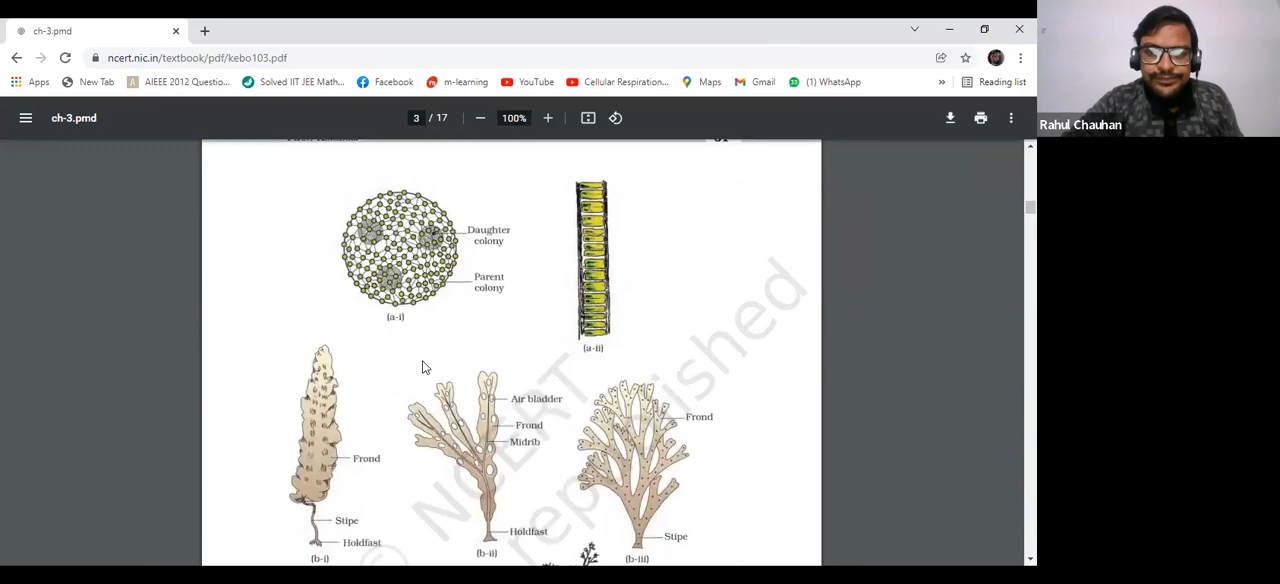 ch-3.pmd
ncert.nic.in/textbook/pdf/kebo103.pdf
Apps
New Tab
AIEEE 2012 Questio...
Solved IIT JEE Math...
Facebook
m-learning
YouTube
Cellular Respiration...
Maps
Gmail
(1) WhatsApp
»
Reading list
ch-3.pmd
3 / 17
100%
Rahul Chauhan
Daughter
colony
Parent
colony
(a-i)
(a-ii)
Frond
Stipe
Holdfast
(b-i)
Air bladder
Frond
Midrib
Holdfast
(b-ii)
Frond
Stipe
(b-iii)
© NCERT
republished